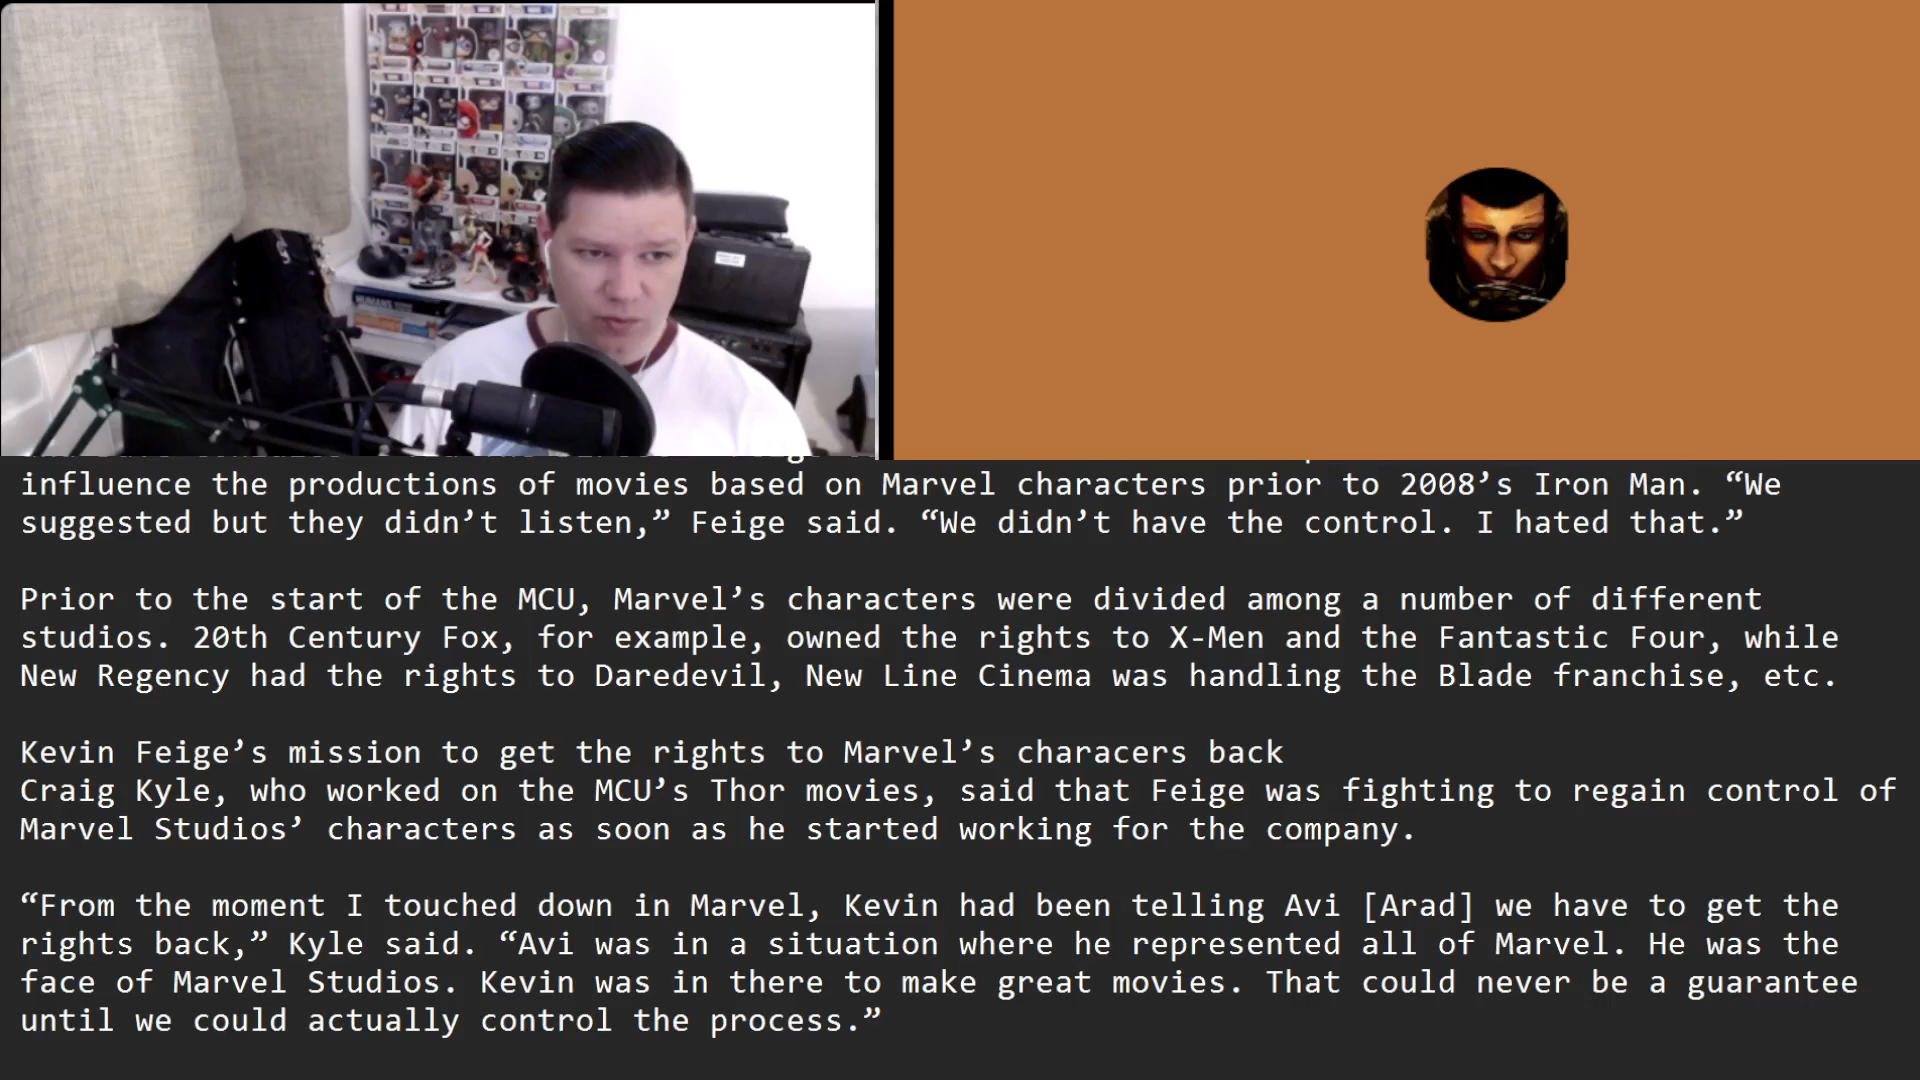 influence the productions of movies based on Marvel characters prior to 2008’s Iron Man. “We
suggested but they didn’t listen,” Feige said. “We didn’t have the control. I hated that.”
Prior to the start of the MCU, Marvel’s characters were divided among a number of different
studios. 20th Century Fox, for example, owned the rights to X-Men and the Fantastic Four, while
New Regency had the rights to Daredevil, New Line Cinema was handling the Blade franchise, etc.
Kevin Feige’s mission to get the rights to Marvel’s characers back
Craig Kyle, who worked on the MCU’s Thor movies, said that Feige was fighting to regain control of
Marvel Studios’ characters as soon as he started working for the company.
“From the moment I touched down in Marvel, Kevin had been telling Avi [Arad] we have to get the
rights back,” Kyle said. “Avi was in a situation where he represented all of Marvel. He was the
face of Marvel Studios. Kevin was in there to make great movies. That could never be a guarantee
until we could actually control the process.”